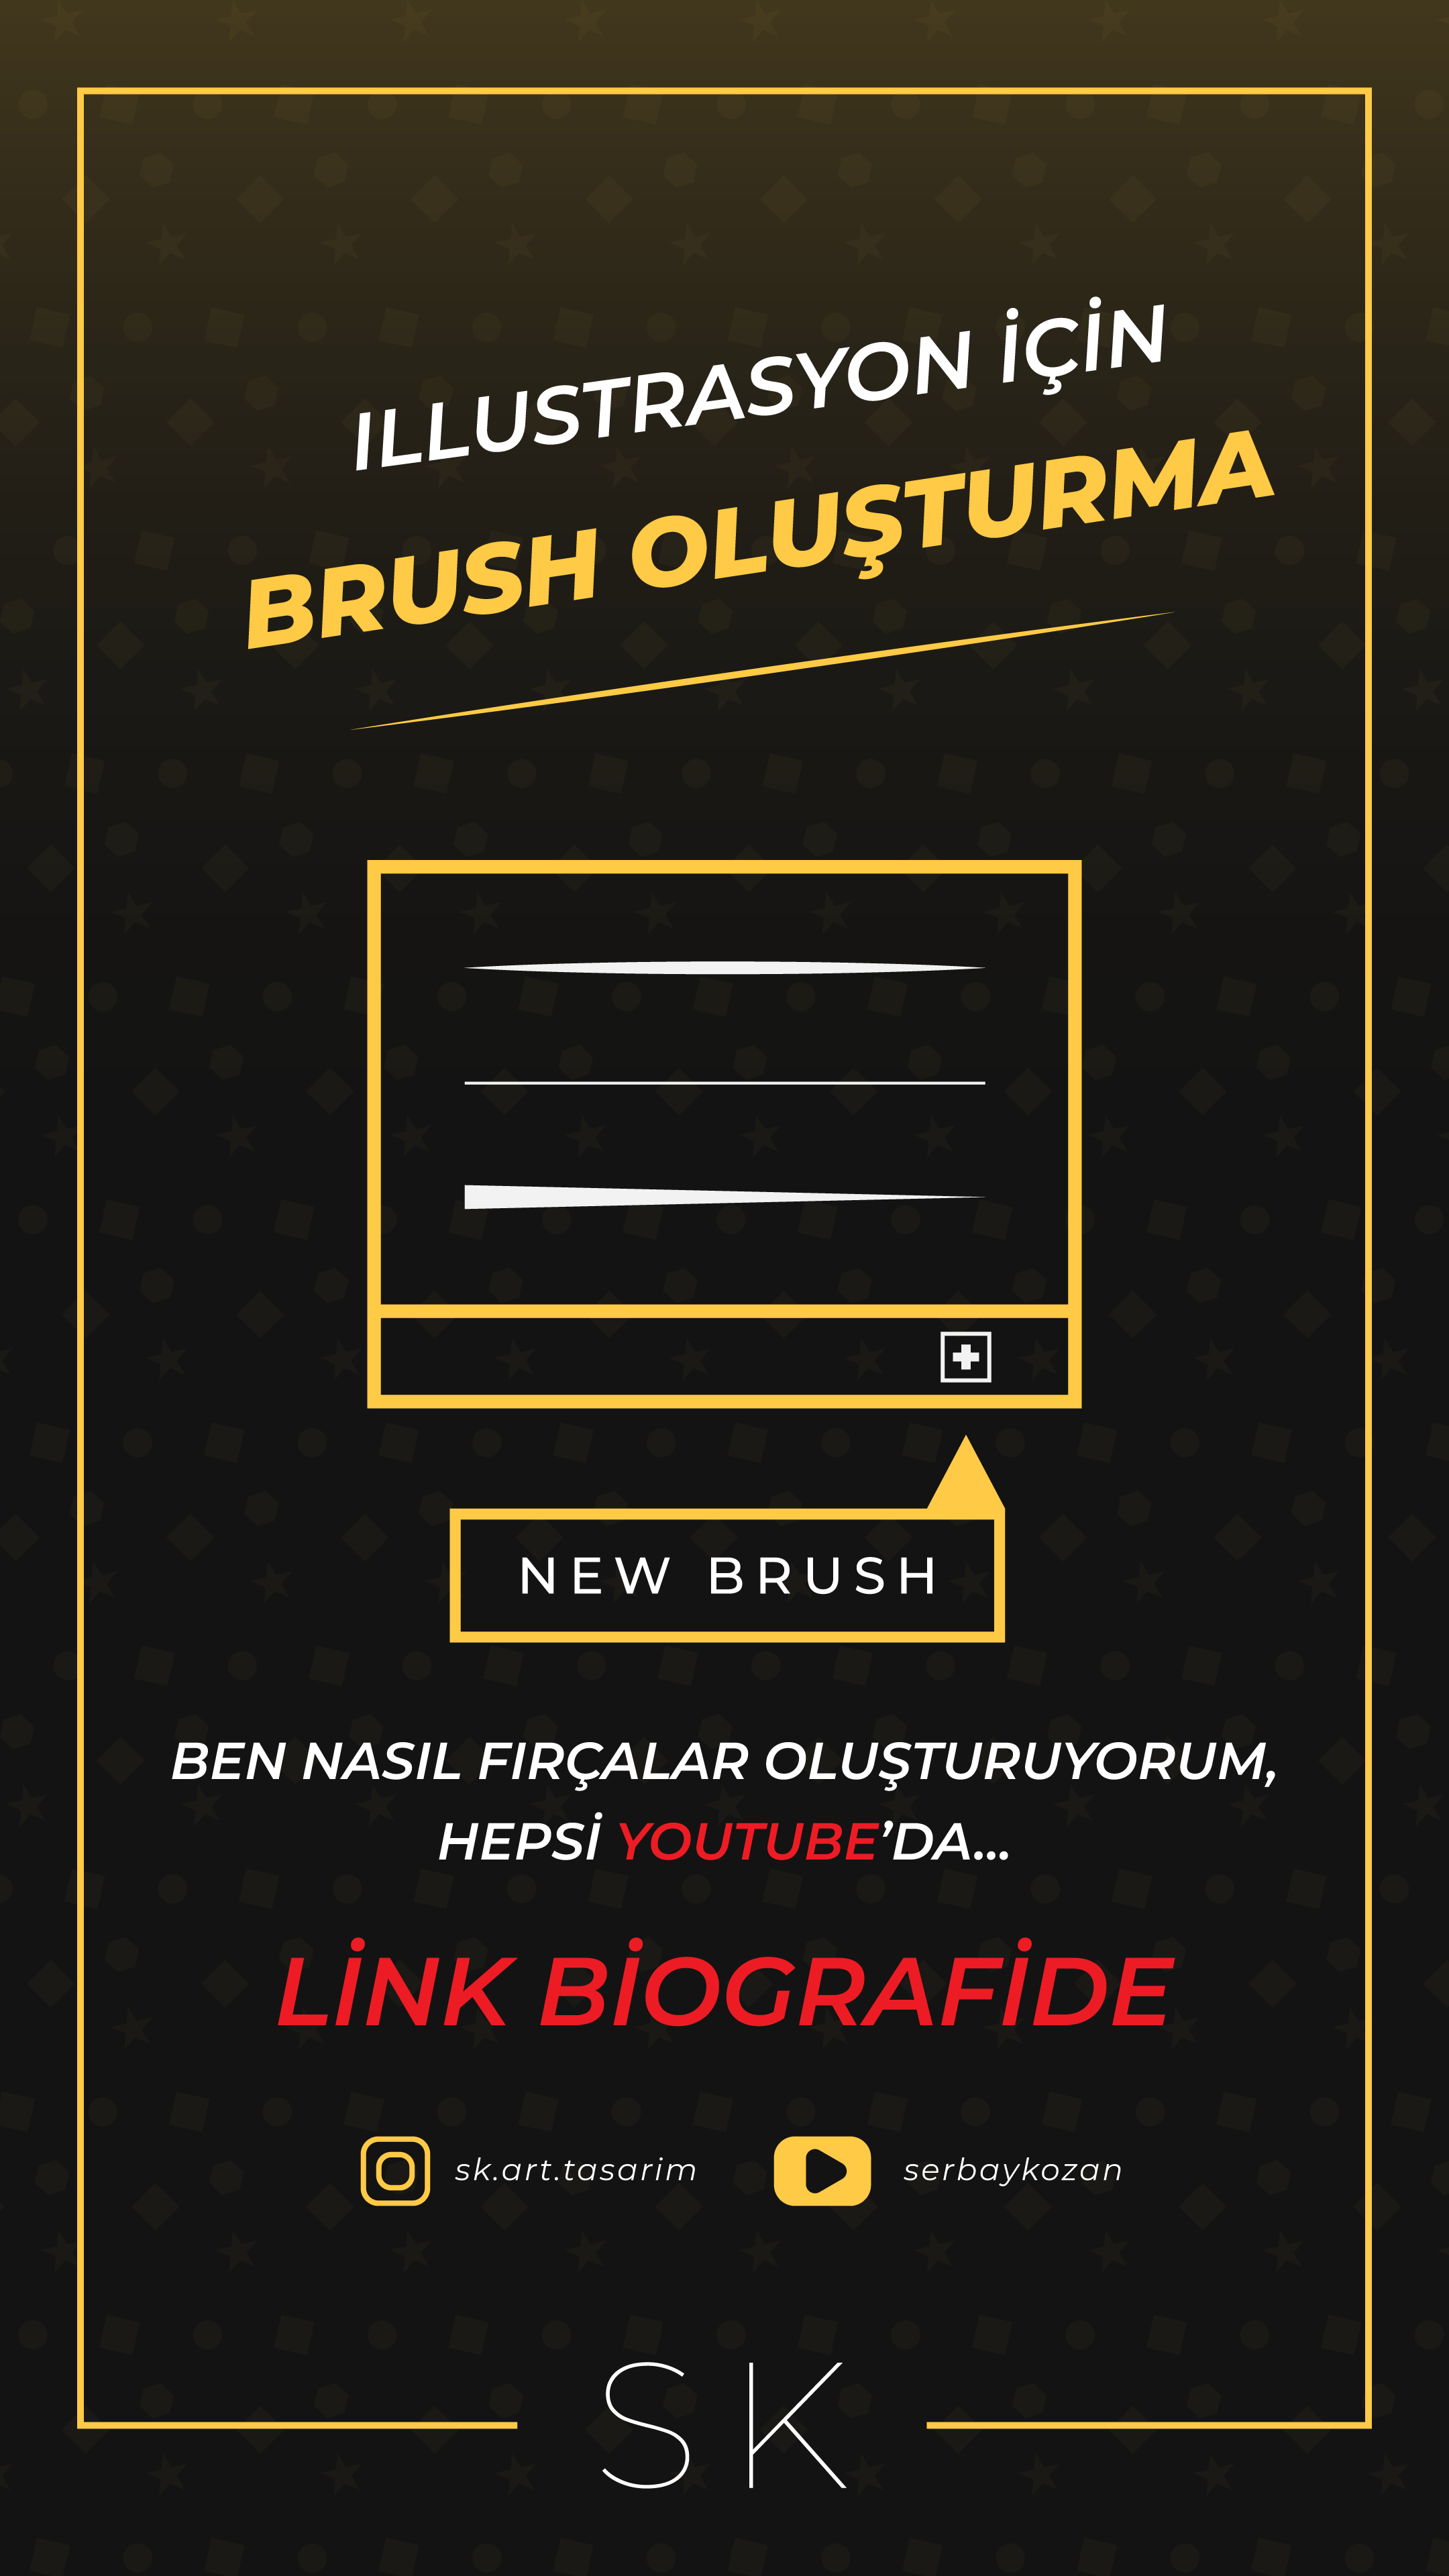 ILLUSTRASYON İÇİN
BRUSH OLUŞTURMA
NEW BRUSH
BEN NASIL FIRÇALAR OLUŞTURUYORUM,
HEPSİ YOUTUBE’DA...
LİNK BİOGRAFİDE
sk.art.tasarim serbaykozan
SK